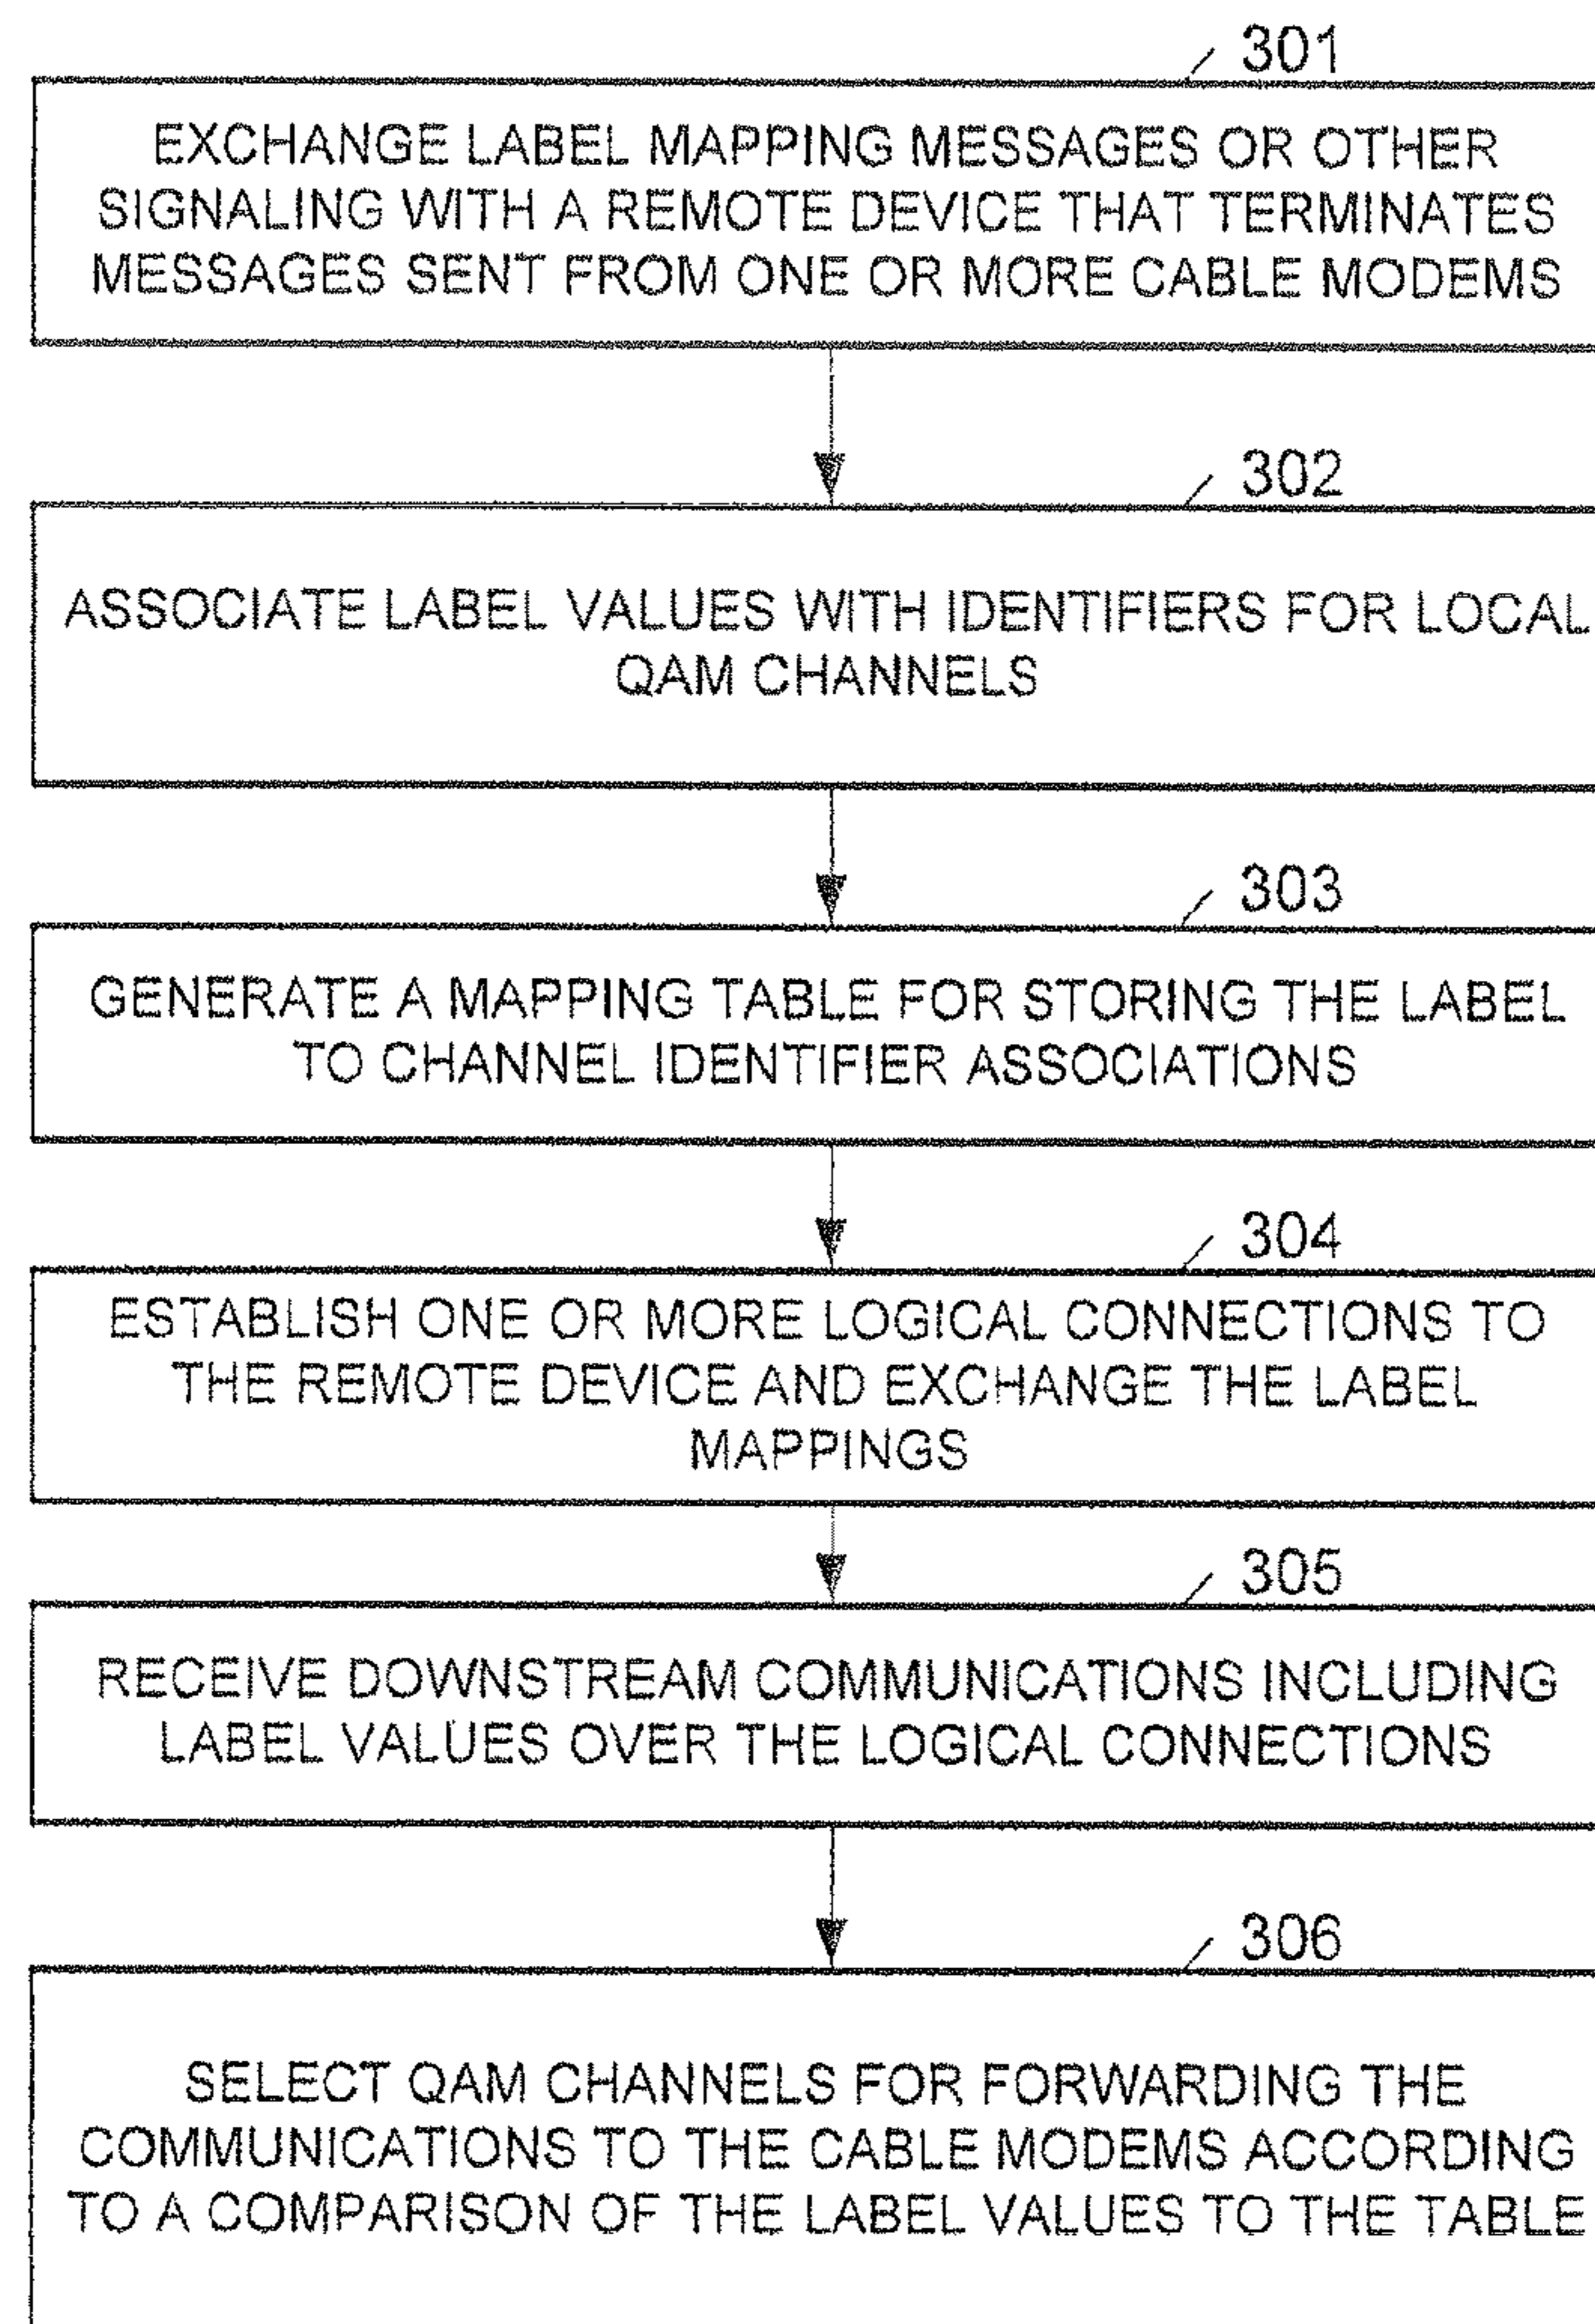 301
EXCHANGE LABEL MAPPING MESSAGES OR OTHER
SIGNALING WITH A REMOTE DEVICE THAT TERMINATES
MESSAGES SENT FROM ONE OR MORE CABLE MODEMS
302
ASSOCIATE LABEL VALUES WITH IDENTIFIERS FOR LOCAL
QAM CHANNELS
303
GENERATE A MAPPING TABLE FOR STORING THE LABEL
TO CHANNEL IDENTIFIER ASSOCIATIONS
304
ESTABLISH ONE OR MORE LOGICAL CONNECTIONS TO
THE REMOTE DEVICE AND EXCHANGE THE LABEL
MAPPINGS
305
RECEIVE DOWNSTREAM COMMUNICATIONS INCLUDING
LABEL VALUES OVER THE LOGICAL CONNECTIONS
306
SELECT QAM CHANNELS FOR FORWARDING THE
COMMUNICATIONS TO THE CABLE MODEMS ACCORDING
TO A COMPARISON OF THE LABEL VALUES TO THE TABLE